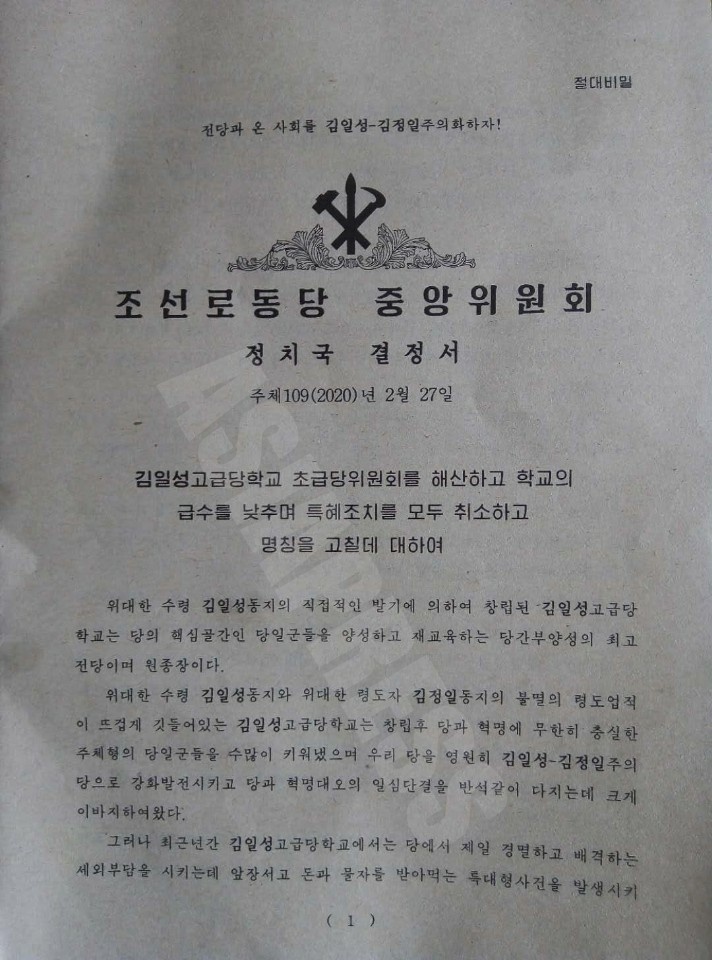 절대비밀
전당과 온 사회를 김일성-김정일주의화하자!
조선로동당 중앙위원회
정치국 결정서
주체109(2020)년 2월 27일
김일성고급당학교 초급당위원회를 해산하고 학교의
급수를 낮추며 특혜조치를 모두 취소하고
명칭을 고칠데 대하여
위대한 수령 김일성동지의 직접적인 발기에 의하여 창립된 김일성고급당
학교는 당의 핵심골간인 당일군들을 양성하고 재교육하는 당간부양성의 최고
전당이며 원종장이다.
위대한 수령 김일성동지와 위대한 령도자 김정일동지의 불멸의 령도업적
이 뜨겁게 깃들어있는 김일성고급당학교는 창립후 당과 혁명에 무한히 충실한
주체형의 당일군들을 수많이 키워냈으며 우리 당을 영원히 김일성-김정일주의
당으로 강화발전시키고 당과 혁명대오의 일심단결을 반석같이 다지는데 크게
이바지하여왔다.
그러나 최근년간 김일성고급당학교에서는 당에서 제일 경멸하고 배격하는
세외부담을 시키는데 앞장서고 돈과 물자를 받아먹는 특대형사건을 발생시키
( 1 )
ASIAPRESS